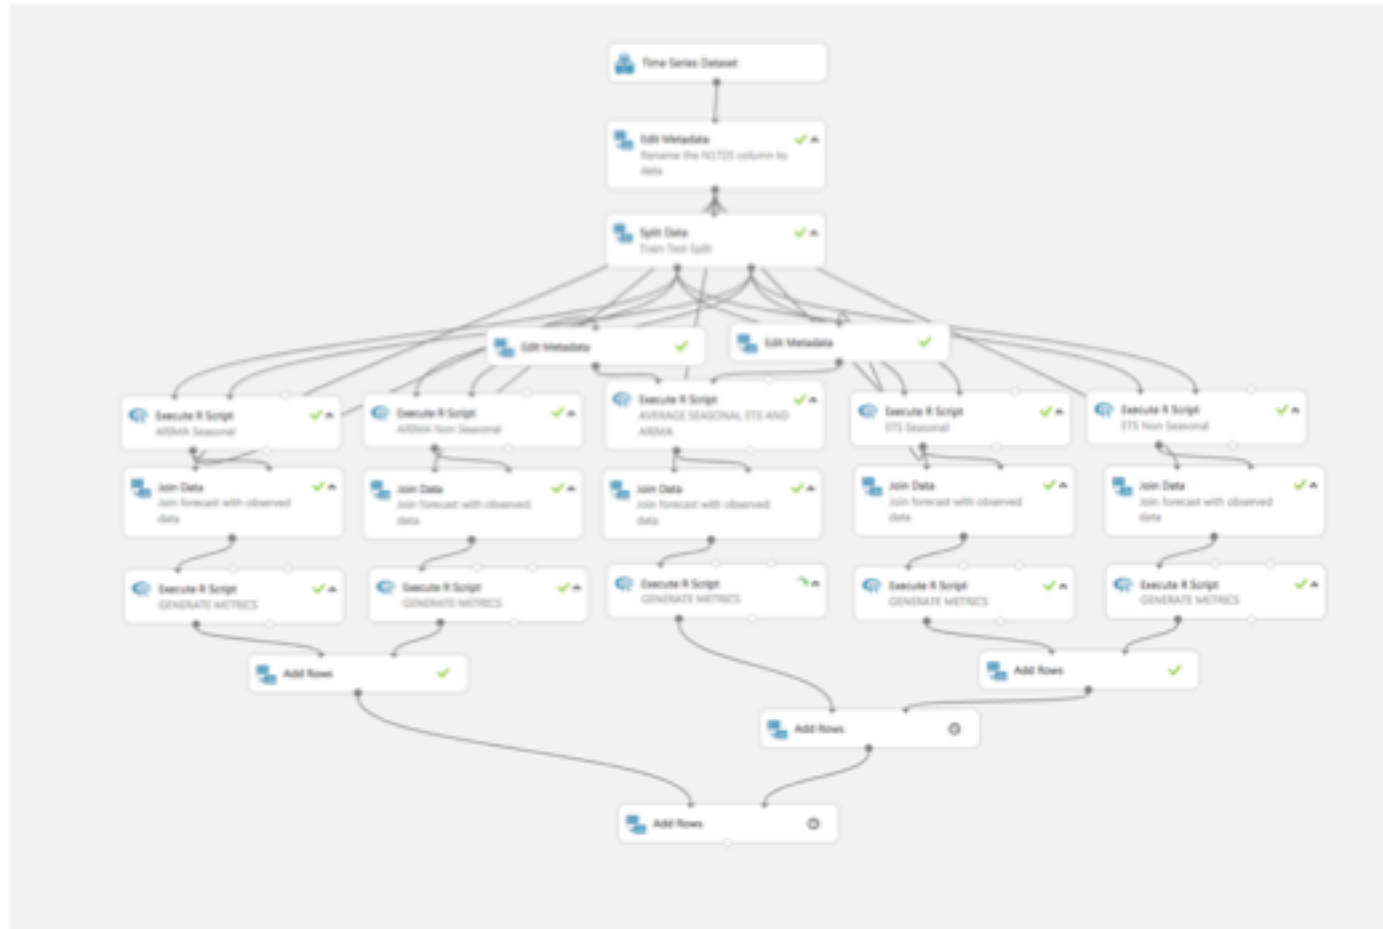 Time Series Dataset
Edit Metadata
Rename the N1725 column to
data
Split Data
Train Test Split
Edit Metadata
Edit Metadata
Execute R Script
ARIMA Seasonal
Execute R Script
ARIMA Non Seasonal
Execute R Script
AVERAGE SEASONAL ETS AND
ARIMA
Execute R Script
ETS Seasonal
Execute R Script
ETS Non Seasonal
Join Data
Join forecast with observed
data
Join Data
Join forecast with observed
data
Join Data
Join forecast with observed
data
Join Data
Join forecast with observed
data
Join Data
Join forecast with observed
data
Execute R Script
GENERATE METRICS
Execute R Script
GENERATE METRICS
Execute R Script
GENERATE METRICS
Execute R Script
GENERATE METRICS
Execute R Script
GENERATE METRICS
Add Rows
Add Rows
Add Rows
Add Rows